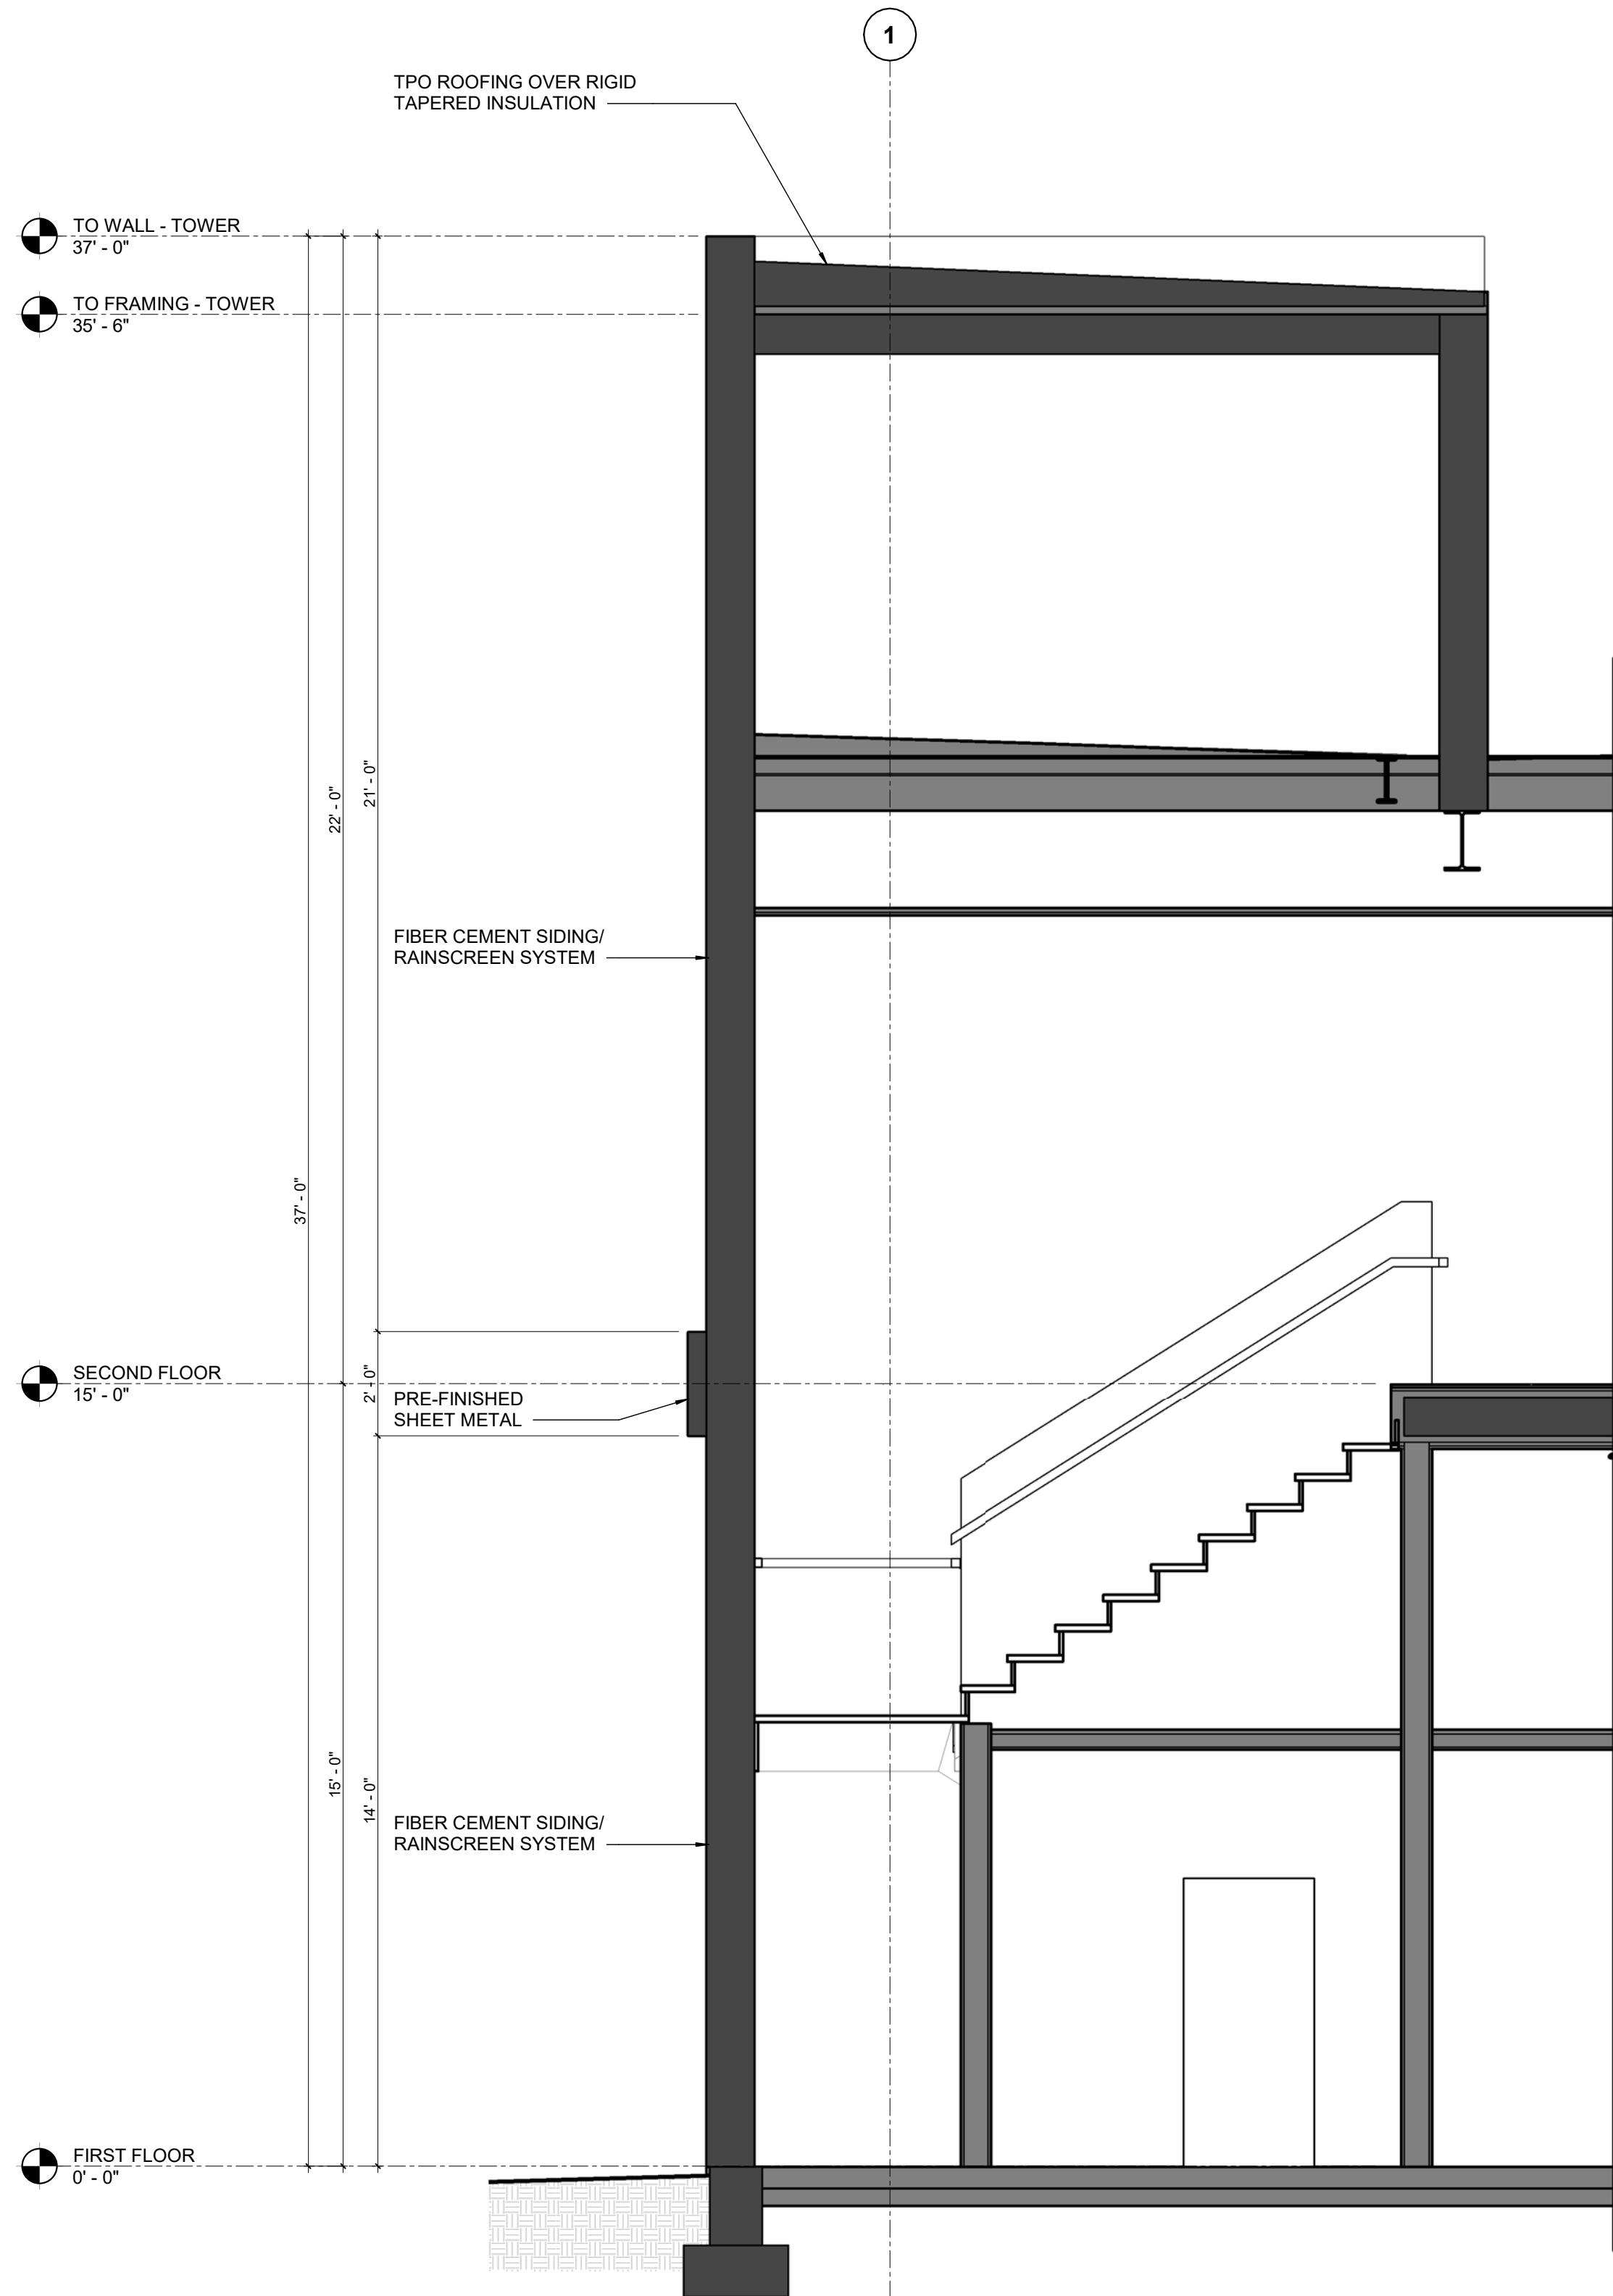 1
TPO ROOFING OVER RIGID
TAPERED INSULATION
TO WALL - TOWER
37' - 0"
TO FRAMING - TOWER
35' - 6"
21' - 0"
22' - 0"
FIBER CEMENT SIDING/
RAINSCREEN SYSTEM
37' - 0"
SECOND FLOOR
15' - 0"
2' - 0"
PRE-FINISHED
SHEET METAL
15' - 0"
14' - 0"
FIBER CEMENT SIDING/
RAINSCREEN SYSTEM
FIRST FLOOR
0' - 0"